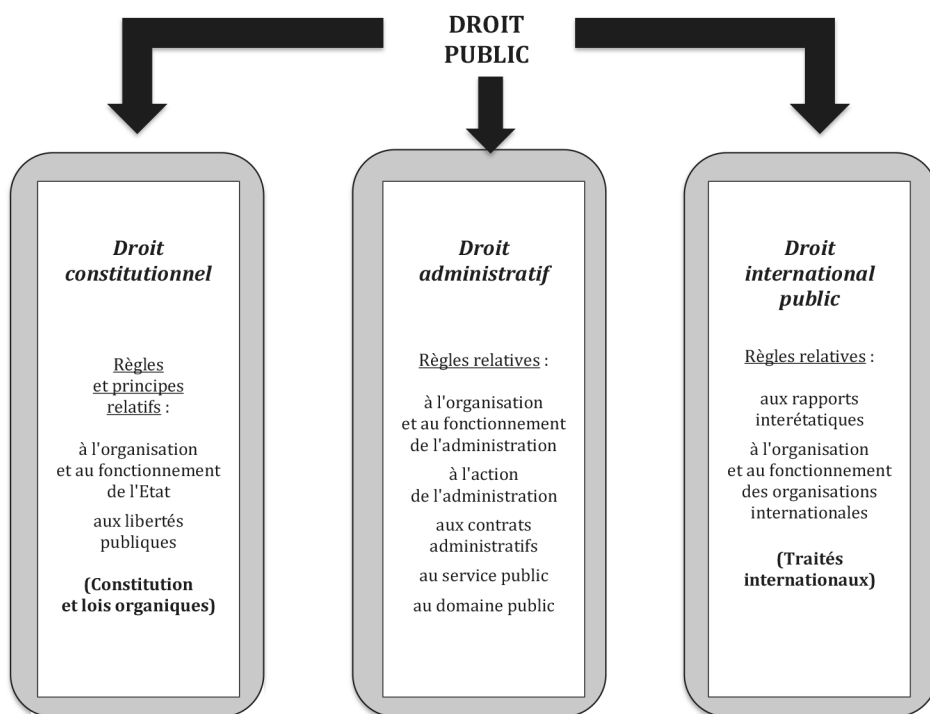 DROIT
PUBLIC
Droit
constitutionnel
Règles
et principes
relatifs :
à l'organisation
et au fonctionnement
de l'Etat
aux libertés
publiques
(Constitution
et lois organiques)
Droit
administratif
Règles relatives :
à l'organisation
et au fonctionnement
de l'administration
à l'action
de l'administration
aux contrats
administratifs
au service public
au domaine public
Droit
international
public
Règles relatives :
aux rapports
interétatiques
à l'organisation
et au fonctionnement
des organisations
internationales
(Traités
internationaux)